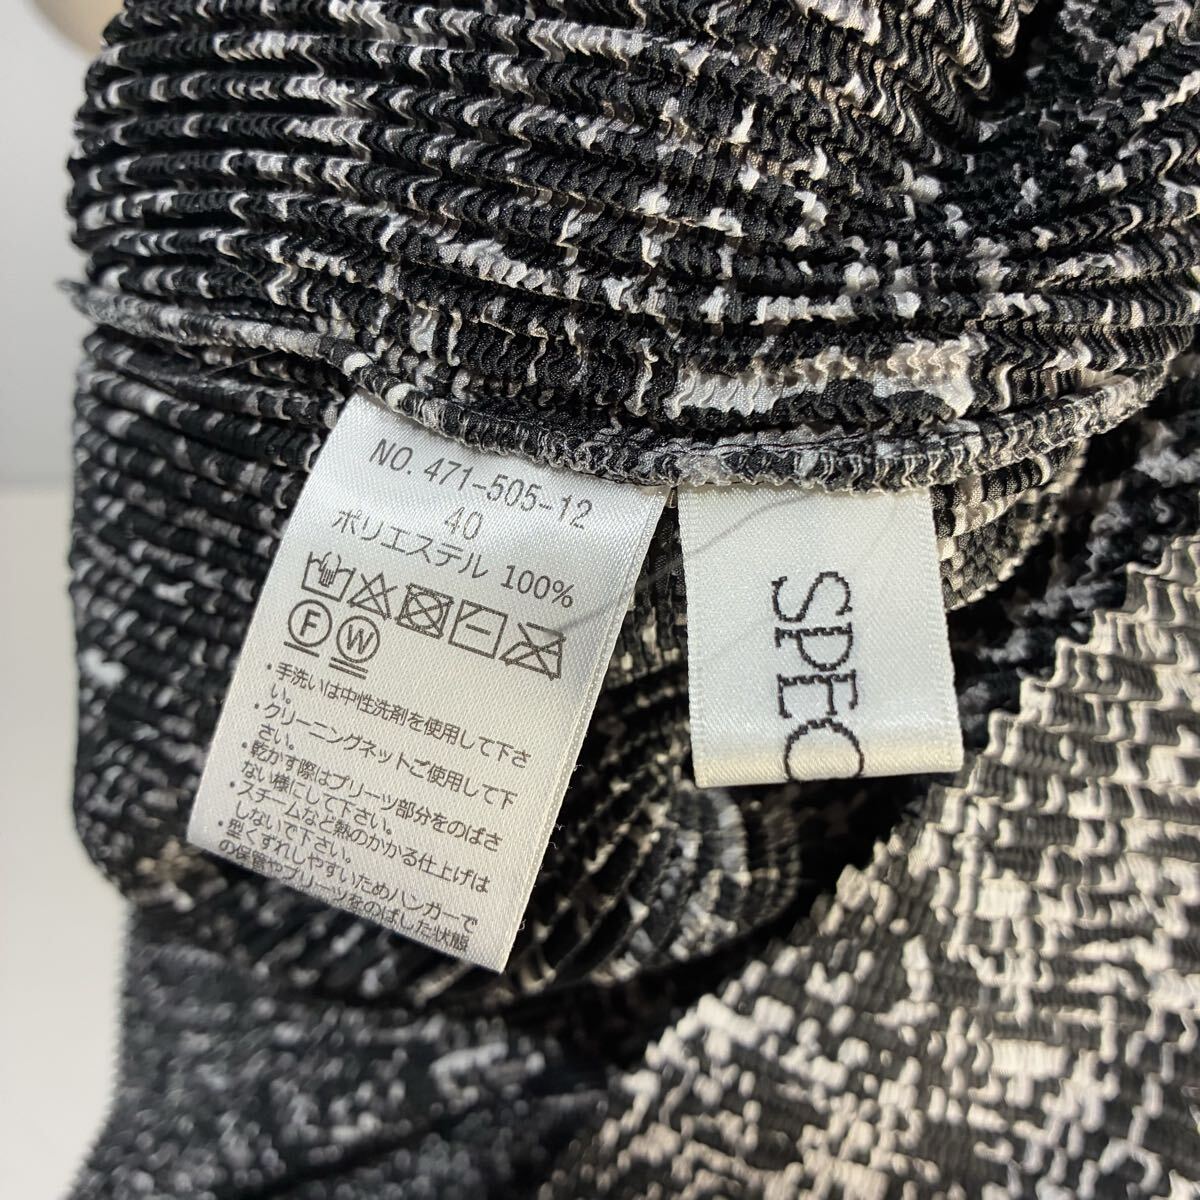 NO. 471-505-12
40
ポリエステル 100%
F W
・手洗いは中性洗剤を使用して下さ
い。
・クリーニングネットご使用して下
さい。
・乾かす際はプリーツ部分をのばさ
ない様にして下さい。
・スチームなど熱のかかる仕上げは
しないで下さい。
・型くずれしやすいためハンガーで
の保管やプリーツをのばした状態
SPEC